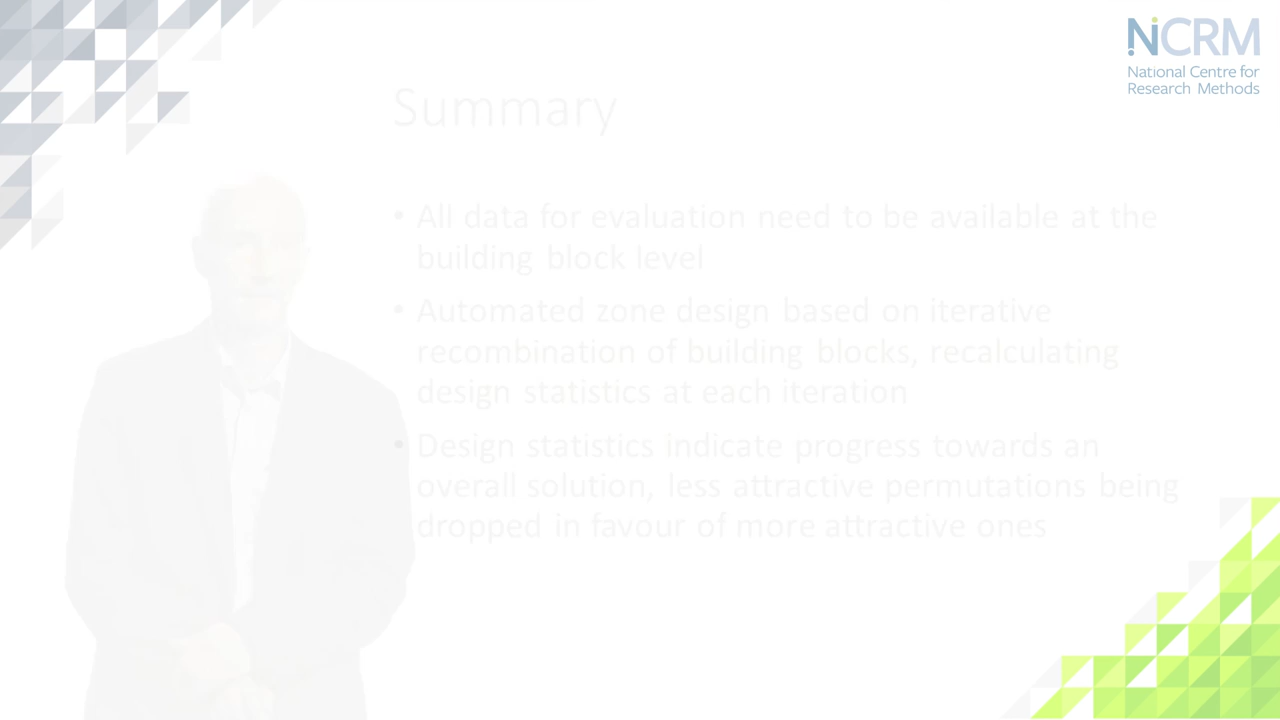 NCRM
National Centre for
Research Methods
Summary
• All data for evaluation need to be available at the
building block level
• Automated zone design based on iterative
recombination of building blocks, recalculating
design statistics at each iteration
• Design statistics indicate progress towards an
overall solution, less attractive permutations being
dropped in favour of more attractive ones